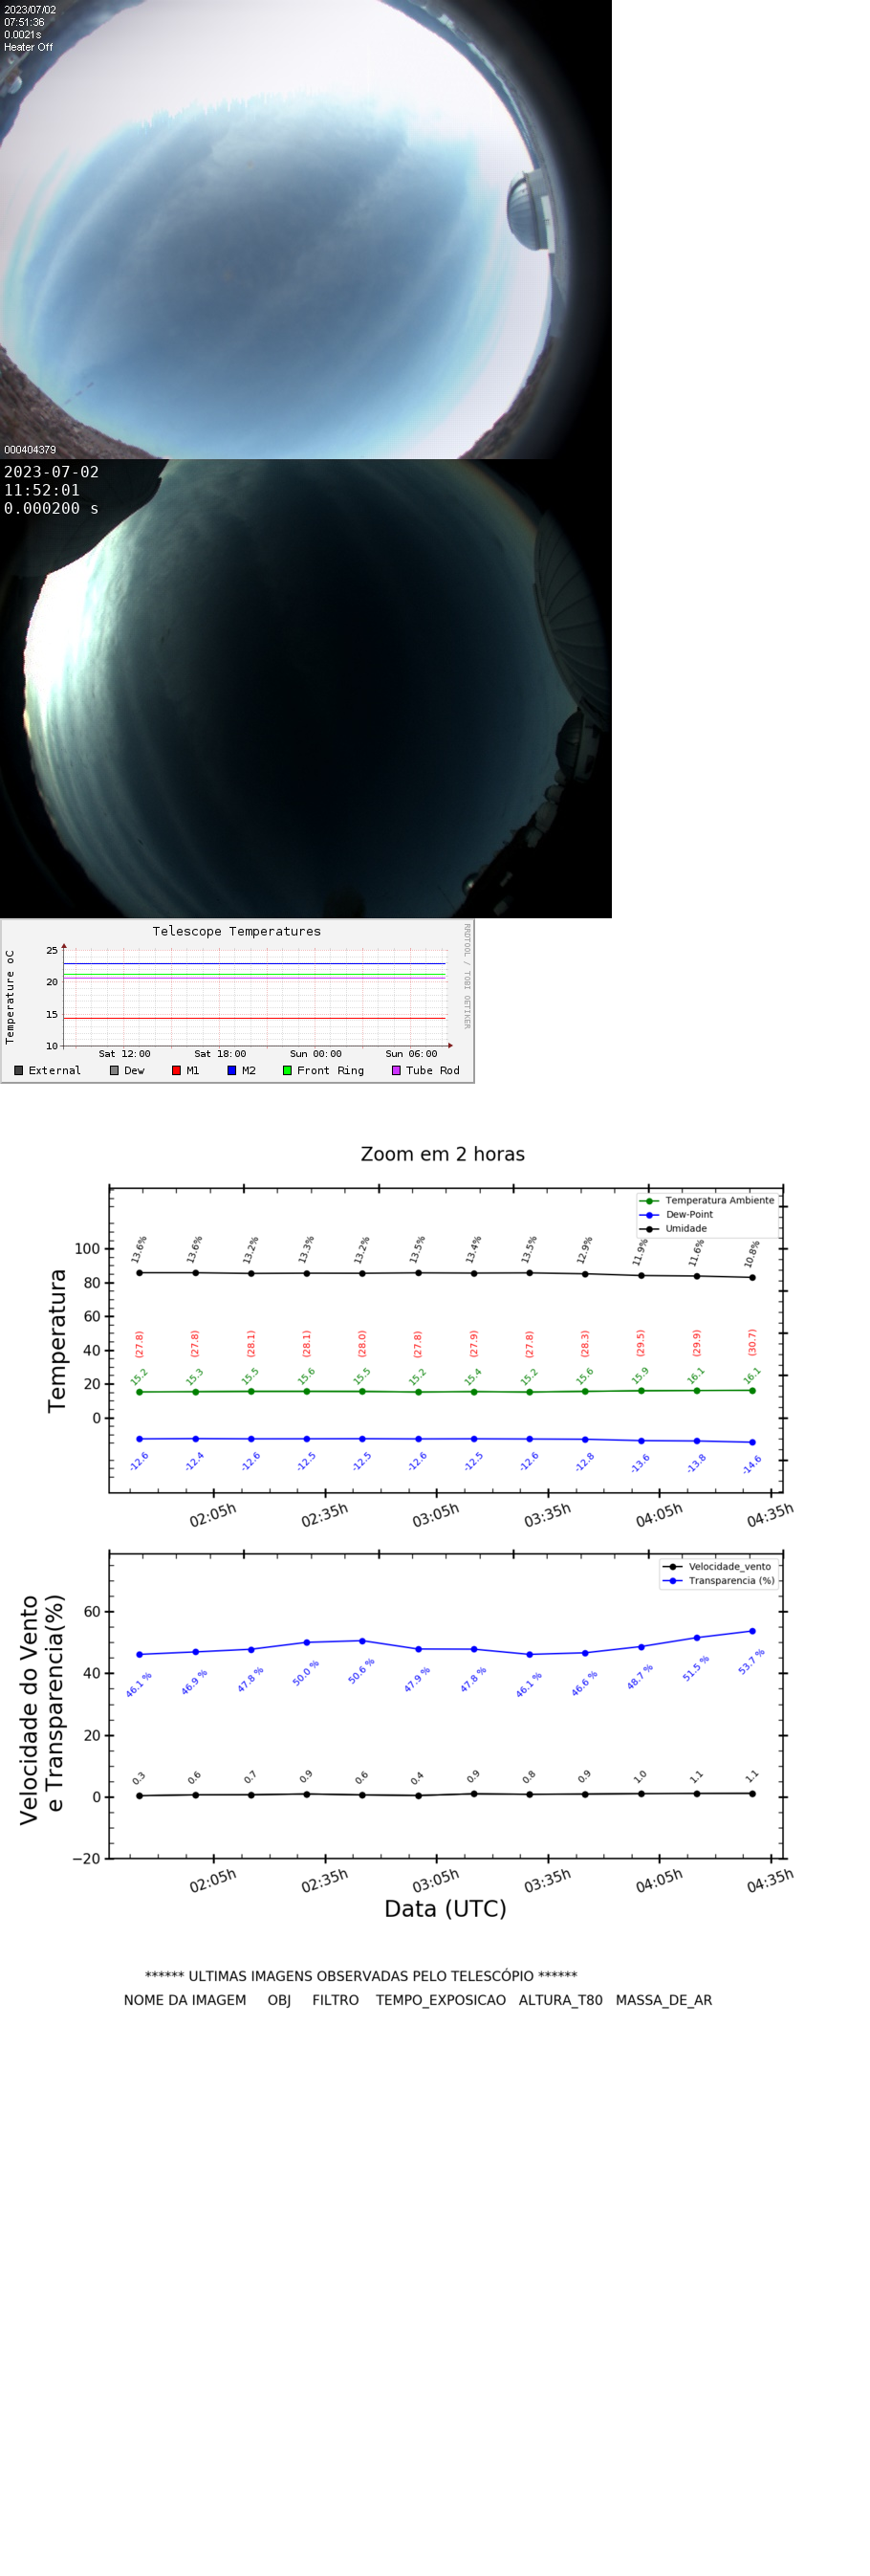 2023/07/02
07:51:36
0.0021s
Heater Off
000404379
2023-07-02
11:52:01
0.000200 s
Telescope Temperatures
RRDTOOL / TOBI OETIKER
Temperature oC
25
20
15
10
Sat 12:00 Sat 18:00 Sun 00:00 Sun 06:00
External Dew M1 M2 Front Ring Tube Rod
Zoom em 2 horas
Temperatura Ambiente
Dew-Point
Umidade
Temperatura
100
80
60
40
20
0
13.6% 13.6% 13.2% 13.3% 13.2% 13.5% 13.4% 13.5% 12.9% 11.9% 11.6% 10.8%
(27.8) (27.8) (28.1) (28.1) (28.0) (27.8) (27.9) (27.8) (28.3) (29.5) (29.9) (30.7)
15.2 15.3 15.5 15.6 15.5 15.2 15.4 15.2 15.6 15.9 16.1 16.1
-12.6 -12.4 -12.6 -12.5 -12.5 -12.6 -12.5 -12.6 -12.8 -13.6 -13.8 -14.6
02:05h 02:35h 03:05h 03:35h 04:05h 04:35h
Velocidade_vento
Transparencia (%)
Velocidade do Vento
e Transparencia(%)
60
40
20
0
−20
46.1 % 46.9 % 47.8 % 50.0 % 50.6 % 47.9 % 47.8 % 46.1 % 46.6 % 48.7 % 51.5 % 53.7 %
0.3 0.6 0.7 0.9 0.6 0.4 0.9 0.8 0.9 1.0 1.1 1.1
02:05h 02:35h 03:05h 03:35h 04:05h 04:35h
Data (UTC)
****** ULTIMAS IMAGENS OBSERVADAS PELO TELESCÓPIO ******
NOME DA IMAGEM OBJ FILTRO TEMPO_EXPOSICAO ALTURA_T80 MASSA_DE_AR